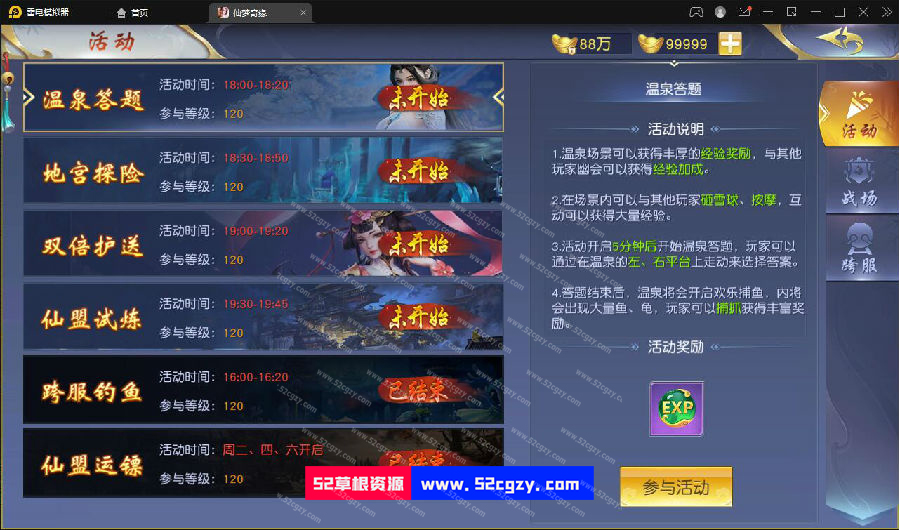 雷电模拟器
首页
仙梦奇缘
活动
88万
99999
温泉答题
活动时间：18:00-18:20
参与等级：120
未开始
地宫探险
活动时间：18:30-18:50
参与等级：120
未开始
双倍护送
活动时间：19:00-19:20
参与等级：120
未开始
仙盟试炼
活动时间：19:30-19:45
参与等级：120
未开始
跨服钓鱼
活动时间：16:00-16:20
参与等级：120
已结束
仙盟运镖
活动时间：周二、四、六开启
参与等级：120
已结束
温泉答题
活动说明
1.温泉场景可以获得丰厚的经验奖励，与其他
玩家幽会可以获得经验加成。
2.在场景内可以与其他玩家砸雪球、按摩，互
动可以获得大量经验。
3.活动开启5分钟后开始温泉答题，玩家可以
通过在温泉的左、右平台上走动来选择答案。
4.答题结束后，温泉将会开启欢乐捕鱼，内将
会出现大量鱼、龟，玩家可以捕抓获得丰富奖
励。
活动奖励
EXP
参与活动
活动
战场
跨服
52草根资源 www.52cgzy.com
www.52cgzy.com